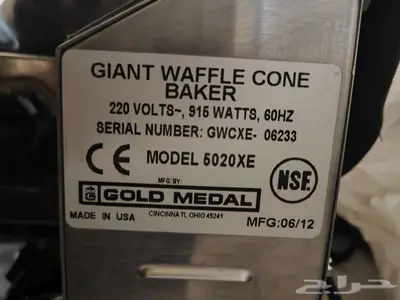 GIANT WAFFLE CONE
BAKER
220 VOLTS~, 915 WATTS, 60HZ
SERIAL NUMBER: GWCXE- 06233
CE MODEL 5020XE
NSF®
MFG. BY:
GOLD MEDAL
MADE IN USA CINCINNATI, OHIO 45241 MFG:06/12
حراج